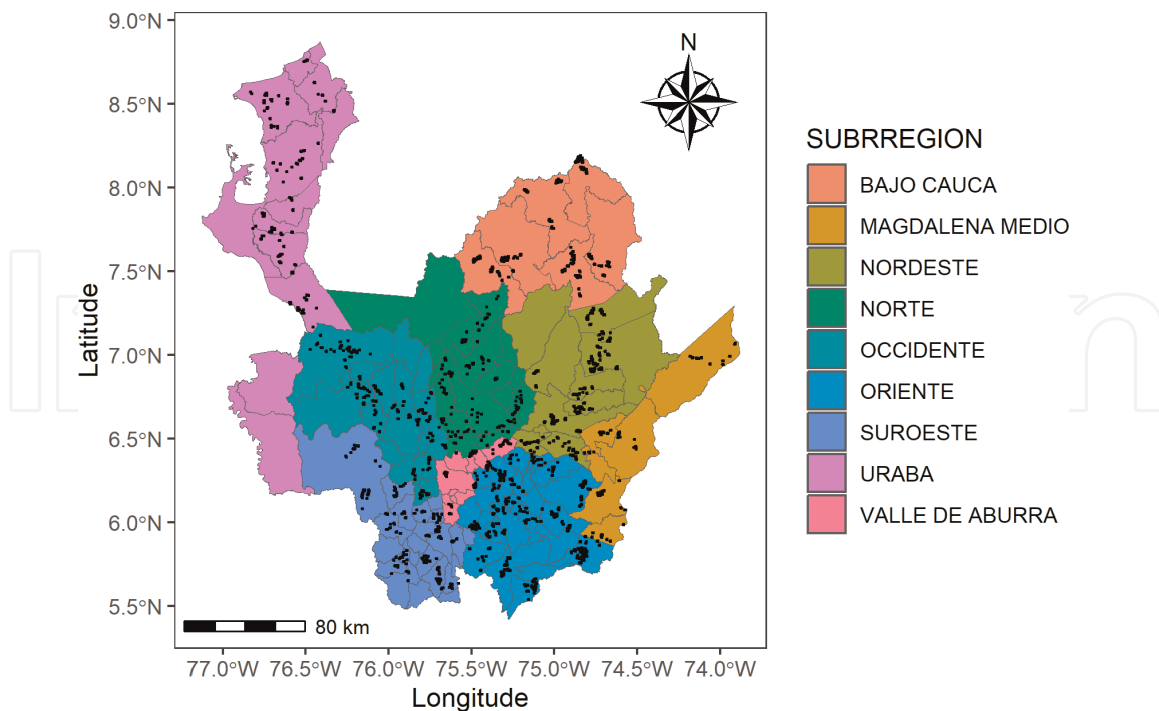 9.0°N
8.5°N
8.0°N
7.5°N
7.0°N
6.5°N
6.0°N
5.5°N
Latitude
N
80 km
77.0°W 76.5°W 76.0°W 75.5°W 75.0°W 74.5°W 74.0°W
Longitude
SUBRREGION
BAJO CAUCA
MAGDALENA MEDIO
NORDESTE
NORTE
OCCIDENTE
ORIENTE
SUROESTE
URABA
VALLE DE ABURRA